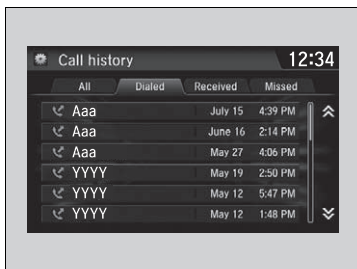 Call history 12:34
All Dialed Received Missed
Aaa July 15 4:39 PM
Aaa June 16 2:14 PM
Aaa May 27 4:06 PM
YYYY May 19 2:50 PM
YYYY May 12 5:47 PM
YYYY May 12 1:48 PM